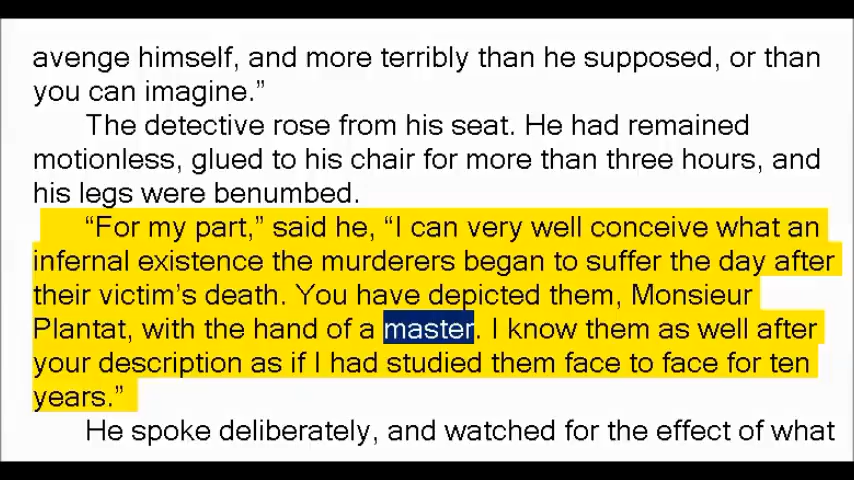 avenge himself, and more terribly than he supposed, or than
you can imagine.”
The detective rose from his seat. He had remained
motionless, glued to his chair for more than three hours, and
his legs were benumbed.
“For my part,” said he, “I can very well conceive what an
infernal existence the murderers began to suffer the day after
their victim’s death. You have depicted them, Monsieur
Plantat, with the hand of a master. I know them as well after
your description as if I had studied them face to face for ten
years.”
He spoke deliberately, and watched for the effect of what